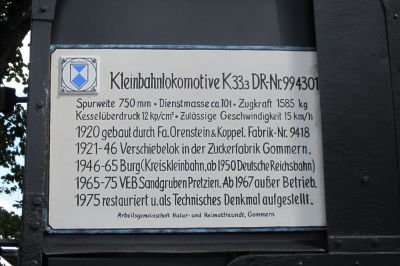 Kleinbahnlokomotive K33.3 DR-Nr.994301
Spurweite 750 mm • Dienstmasse ca.10t • Zugkraft 1585 kg
Kesselüberdruck 12 kp/cm² • Zulässige Geschwindigkeit 15 km/h
1920 gebaut durch Fa. Orenstein & Koppel. Fabrik-Nr. 9418
1921-46 Verschiebelok in der Zuckerfabrik Gommern.
1946-65 Burg (Kreiskleinbahn, ab 1950 Deutsche Reichsbahn)
1965-75 VEB Sandgruben Pretzien. Ab 1967 außer Betrieb.
1975 restauriert u. als Technisches Denkmal aufgestellt.
Arbeitsgemeinschaft Natur- und Heimatfreunde, Gommern.